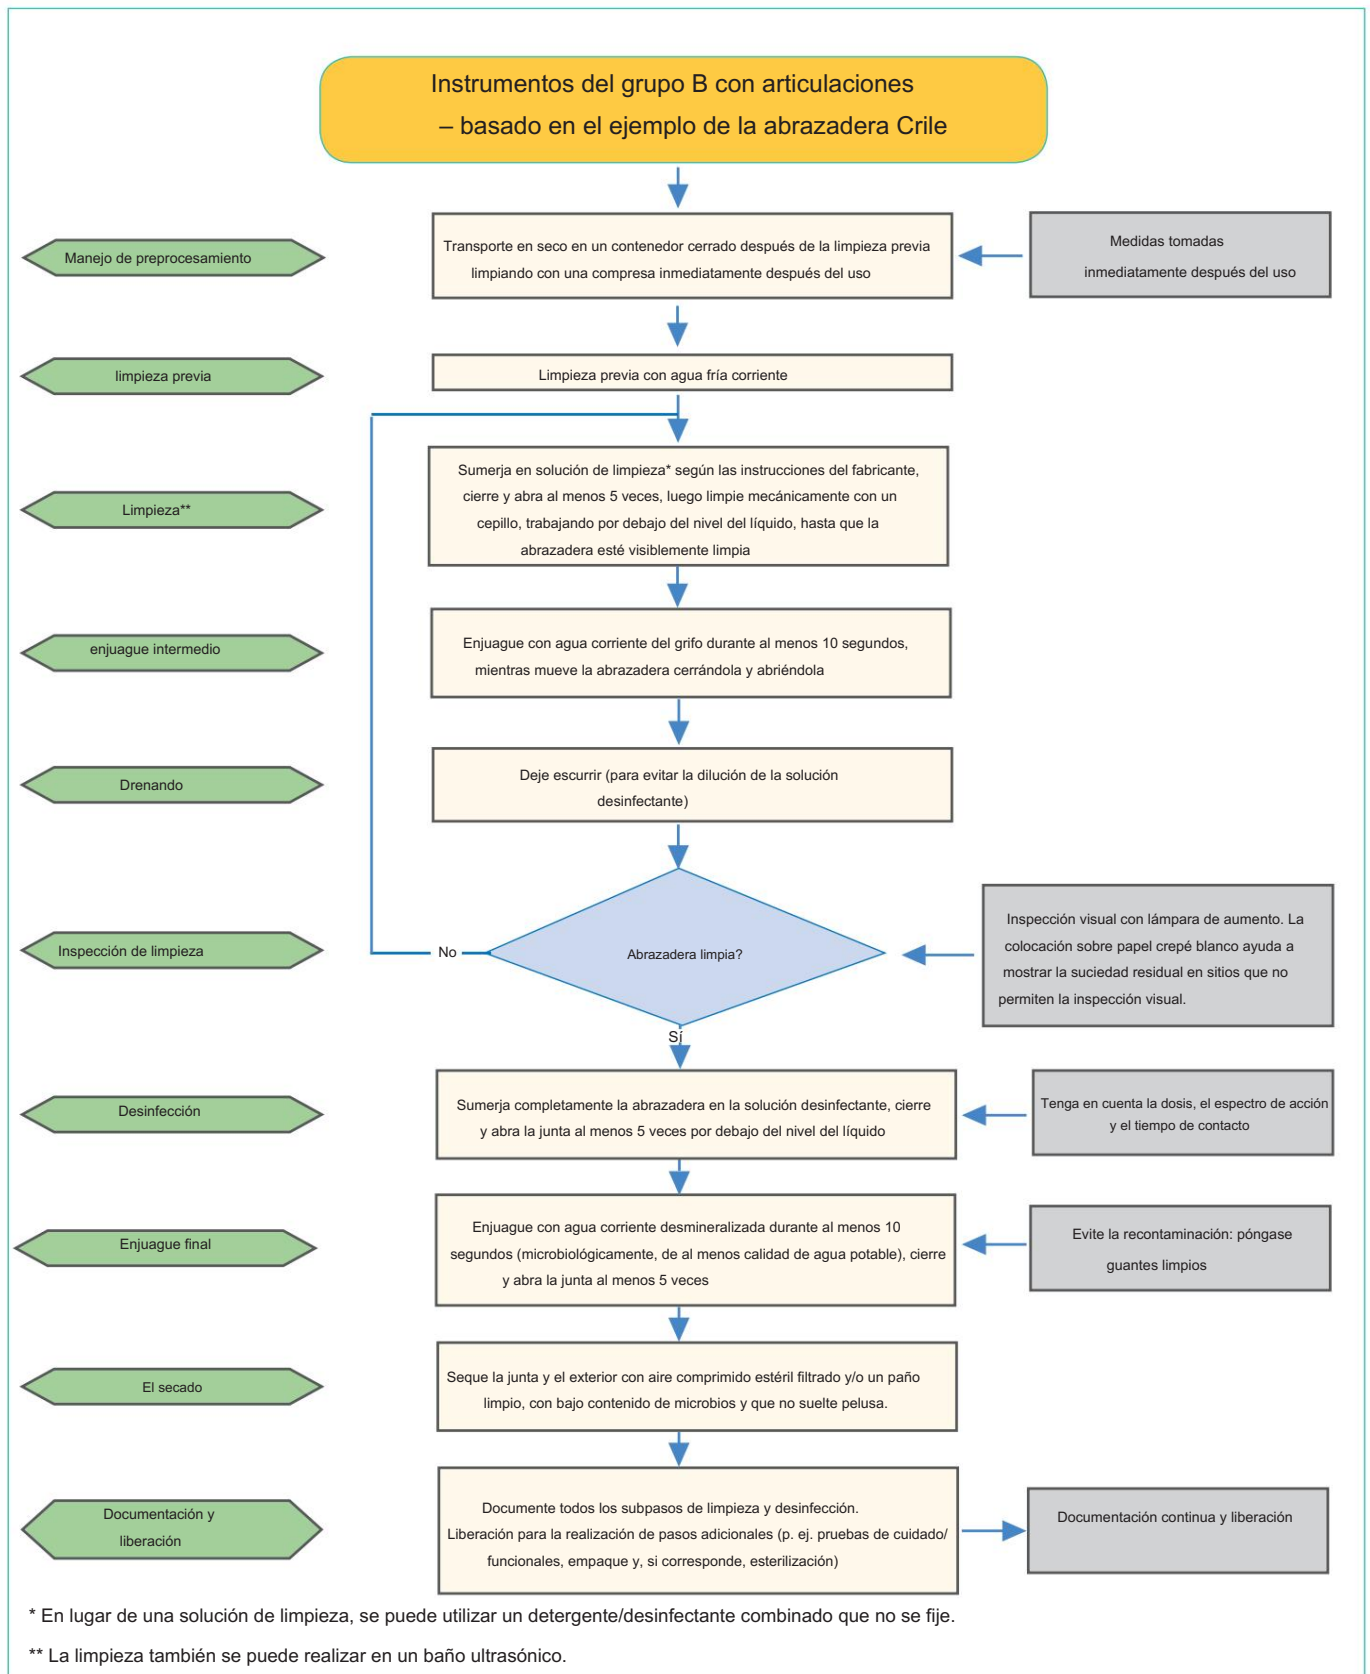 Instrumentos del grupo B con articulaciones
– basado en el ejemplo de la abrazadera Crile
Manejo de preprocesamiento
Transporte en seco en un contenedor cerrado después de la limpieza previa
limpiando con una compresa inmediatamente después del uso
Medidas tomadas
inmediatamente después del uso
limpieza previa
Limpieza previa con agua fría corriente
Limpieza**
Sumerja en solución de limpieza* según las instrucciones del fabricante,
cierre y abra al menos 5 veces, luego limpie mecánicamente con un
cepillo, trabajando por debajo del nivel del líquido, hasta que la
abrazadera esté visiblemente limpia
enjuague intermedio
Enjuague con agua corriente del grifo durante al menos 10 segundos,
mientras mueve la abrazadera cerrándola y abriéndola
Drenando
Deje escurrir (para evitar la dilución de la solución
desinfectante)
Inspección de limpieza
No
Abrazadera limpia?
Inspección visual con lámpara de aumento. La
colocación sobre papel crepé blanco ayuda a
mostrar la suciedad residual en sitios que no
permiten la inspección visual.
Sí
Desinfección
Sumerja completamente la abrazadera en la solución desinfectante, cierre
y abra la junta al menos 5 veces por debajo del nivel del líquido
Tenga en cuenta la dosis, el espectro de acción
y el tiempo de contacto
Enjuague final
Enjuague con agua corriente desmineralizada durante al menos 10
segundos (microbiológicamente, de al menos calidad de agua potable), cierre
y abra la junta al menos 5 veces
Evite la recontaminación: póngase
guantes limpios
El secado
Seque la junta y el exterior con aire comprimido estéril filtrado y/o un paño
limpio, con bajo contenido de microbios y que no suelte pelusa.
Documentación y
liberación
Documente todos los subpasos de limpieza y desinfección.
Liberación para la realización de pasos adicionales (p. ej. pruebas de cuidado/
funcionales, empaque y, si corresponde, esterilización)
Documentación continua y liberación
* En lugar de una solución de limpieza, se puede utilizar un detergente/desinfectante combinado que no se fije.
** La limpieza también se puede realizar en un baño ultrasónico.